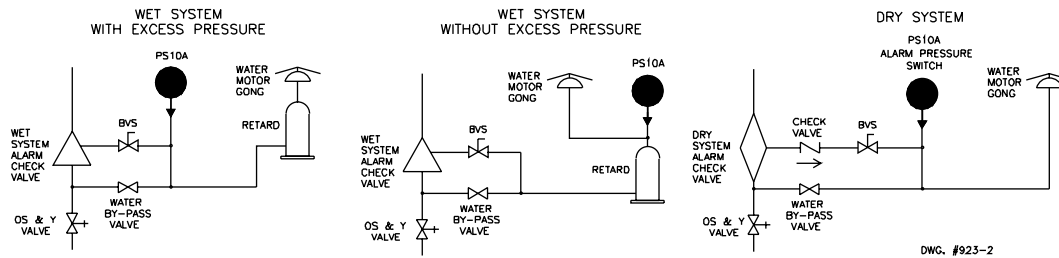 WET SYSTEM
WITH EXCESS PRESSURE
PS10A
WATER
MOTOR
GONG
BVS
RETARD
WET
SYSTEM
ALARM
CHECK
VALVE
WATER
BY-PASS
VALVE
OS & Y
VALVE
WET SYSTEM
WITHOUT EXCESS PRESSURE
WATER
MOTOR
GONG
PS10A
BVS
WET
SYSTEM
ALARM
CHECK
VALVE
RETARD
WATER
BY-PASS
VALVE
OS & Y
VALVE
DRY SYSTEM
PS10A
ALARM PRESSURE
SWITCH
WATER
MOTOR
GONG
CHECK
VALVE
BVS
DRY
SYSTEM
ALARM
CHECK
VALVE
WATER
BY-PASS
VALVE
OS & Y
VALVE
DWG. #923-2